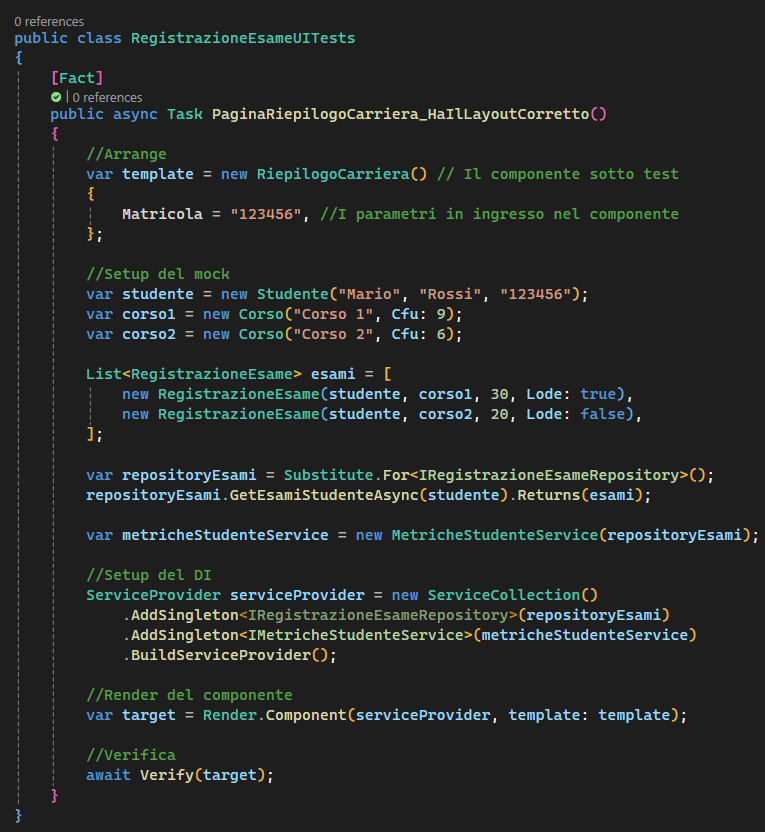 0 references
public class RegistrazioneEsameUITests
{
[Fact]
| 0 references
public async Task PaginaRiepilogoCarriera_HaIlLayoutCorretto()
{
//Arrange
var template = new RiepilogoCarriera() // Il componente sotto test
{
Matricola = "123456", //I parametri in ingresso nel componente
};
//Setup del mock
var studente = new Studente("Mario", "Rossi", "123456");
var corso1 = new Corso("Corso 1", Cfu: 9);
var corso2 = new Corso("Corso 2", Cfu: 6);
List<RegistrazioneEsame> esami = [
new RegistrazioneEsame(studente, corso1, 30, Lode: true),
new RegistrazioneEsame(studente, corso2, 20, Lode: false),
];
var repositoryEsami = Substitute.For<IRegistrazioneEsameRepository>();
repositoryEsami.GetEsamiStudenteAsync(studente).Returns(esami);
var metricheStudenteService = new MetricheStudenteService(repositoryEsami);
//Setup del DI
ServiceProvider serviceProvider = new ServiceCollection()
.AddSingleton<IRegistrazioneEsameRepository>(repositoryEsami)
.AddSingleton<IMetricheStudenteService>(metricheStudenteService)
.BuildServiceProvider();
//Render del componente
var target = Render.Component(serviceProvider, template: template);
//Verifica
await Verify(target);
}
}